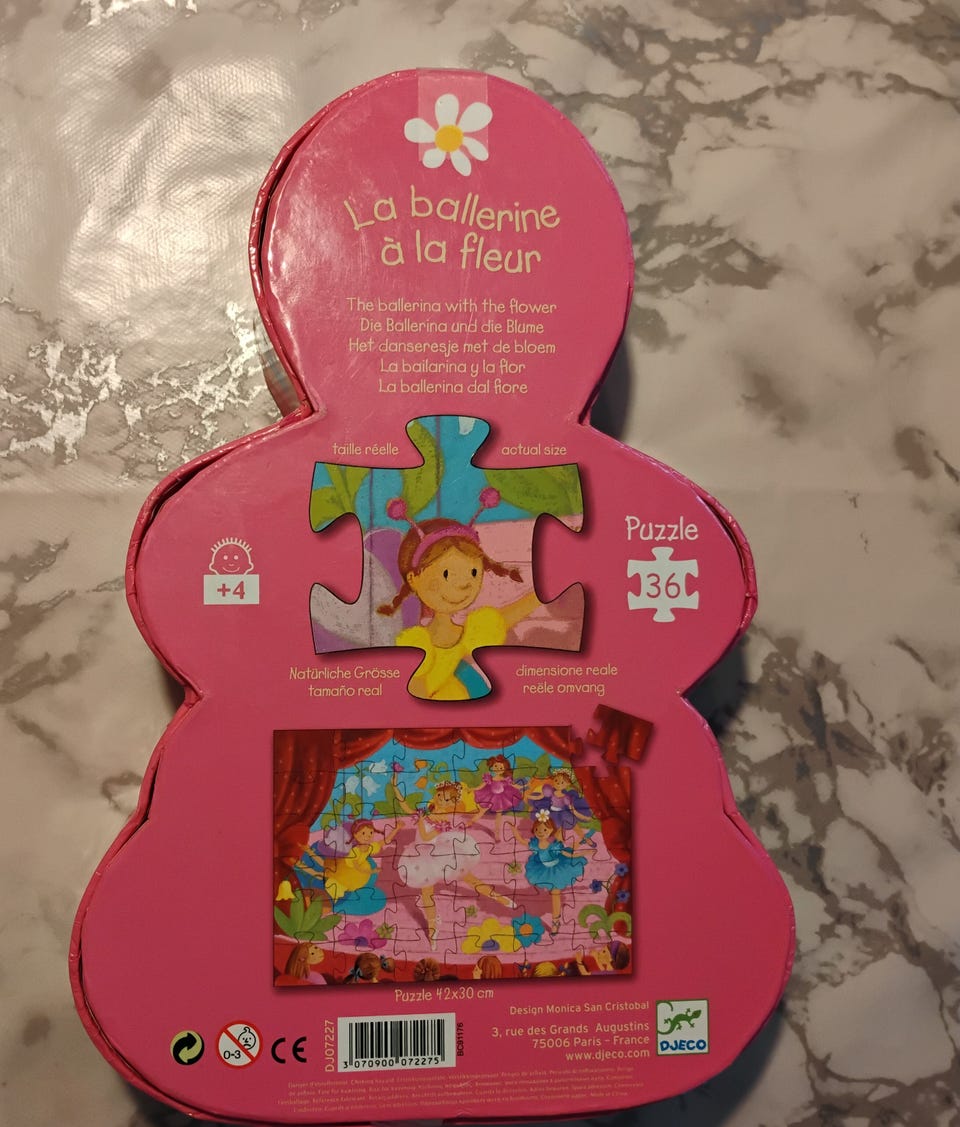 La ballerine
à la fleur
The ballerina with the flower
Die Ballerina und die Blume
Het danseresje met de bloem
La bailarina y la flor
La ballerina dal fiore
taille réelle
actual size
Puzzle
36
+4
Natürliche Grösse
tamaño real
dimensione reale
reële omvang
Puzzle 42x30 cm
Design Monica San Cristobal
3, rue des Grands Augustins
75006 Paris - France
www.djeco.com
DJECO
0-3
CE
DJ07227
3 070900 072275
BC81176